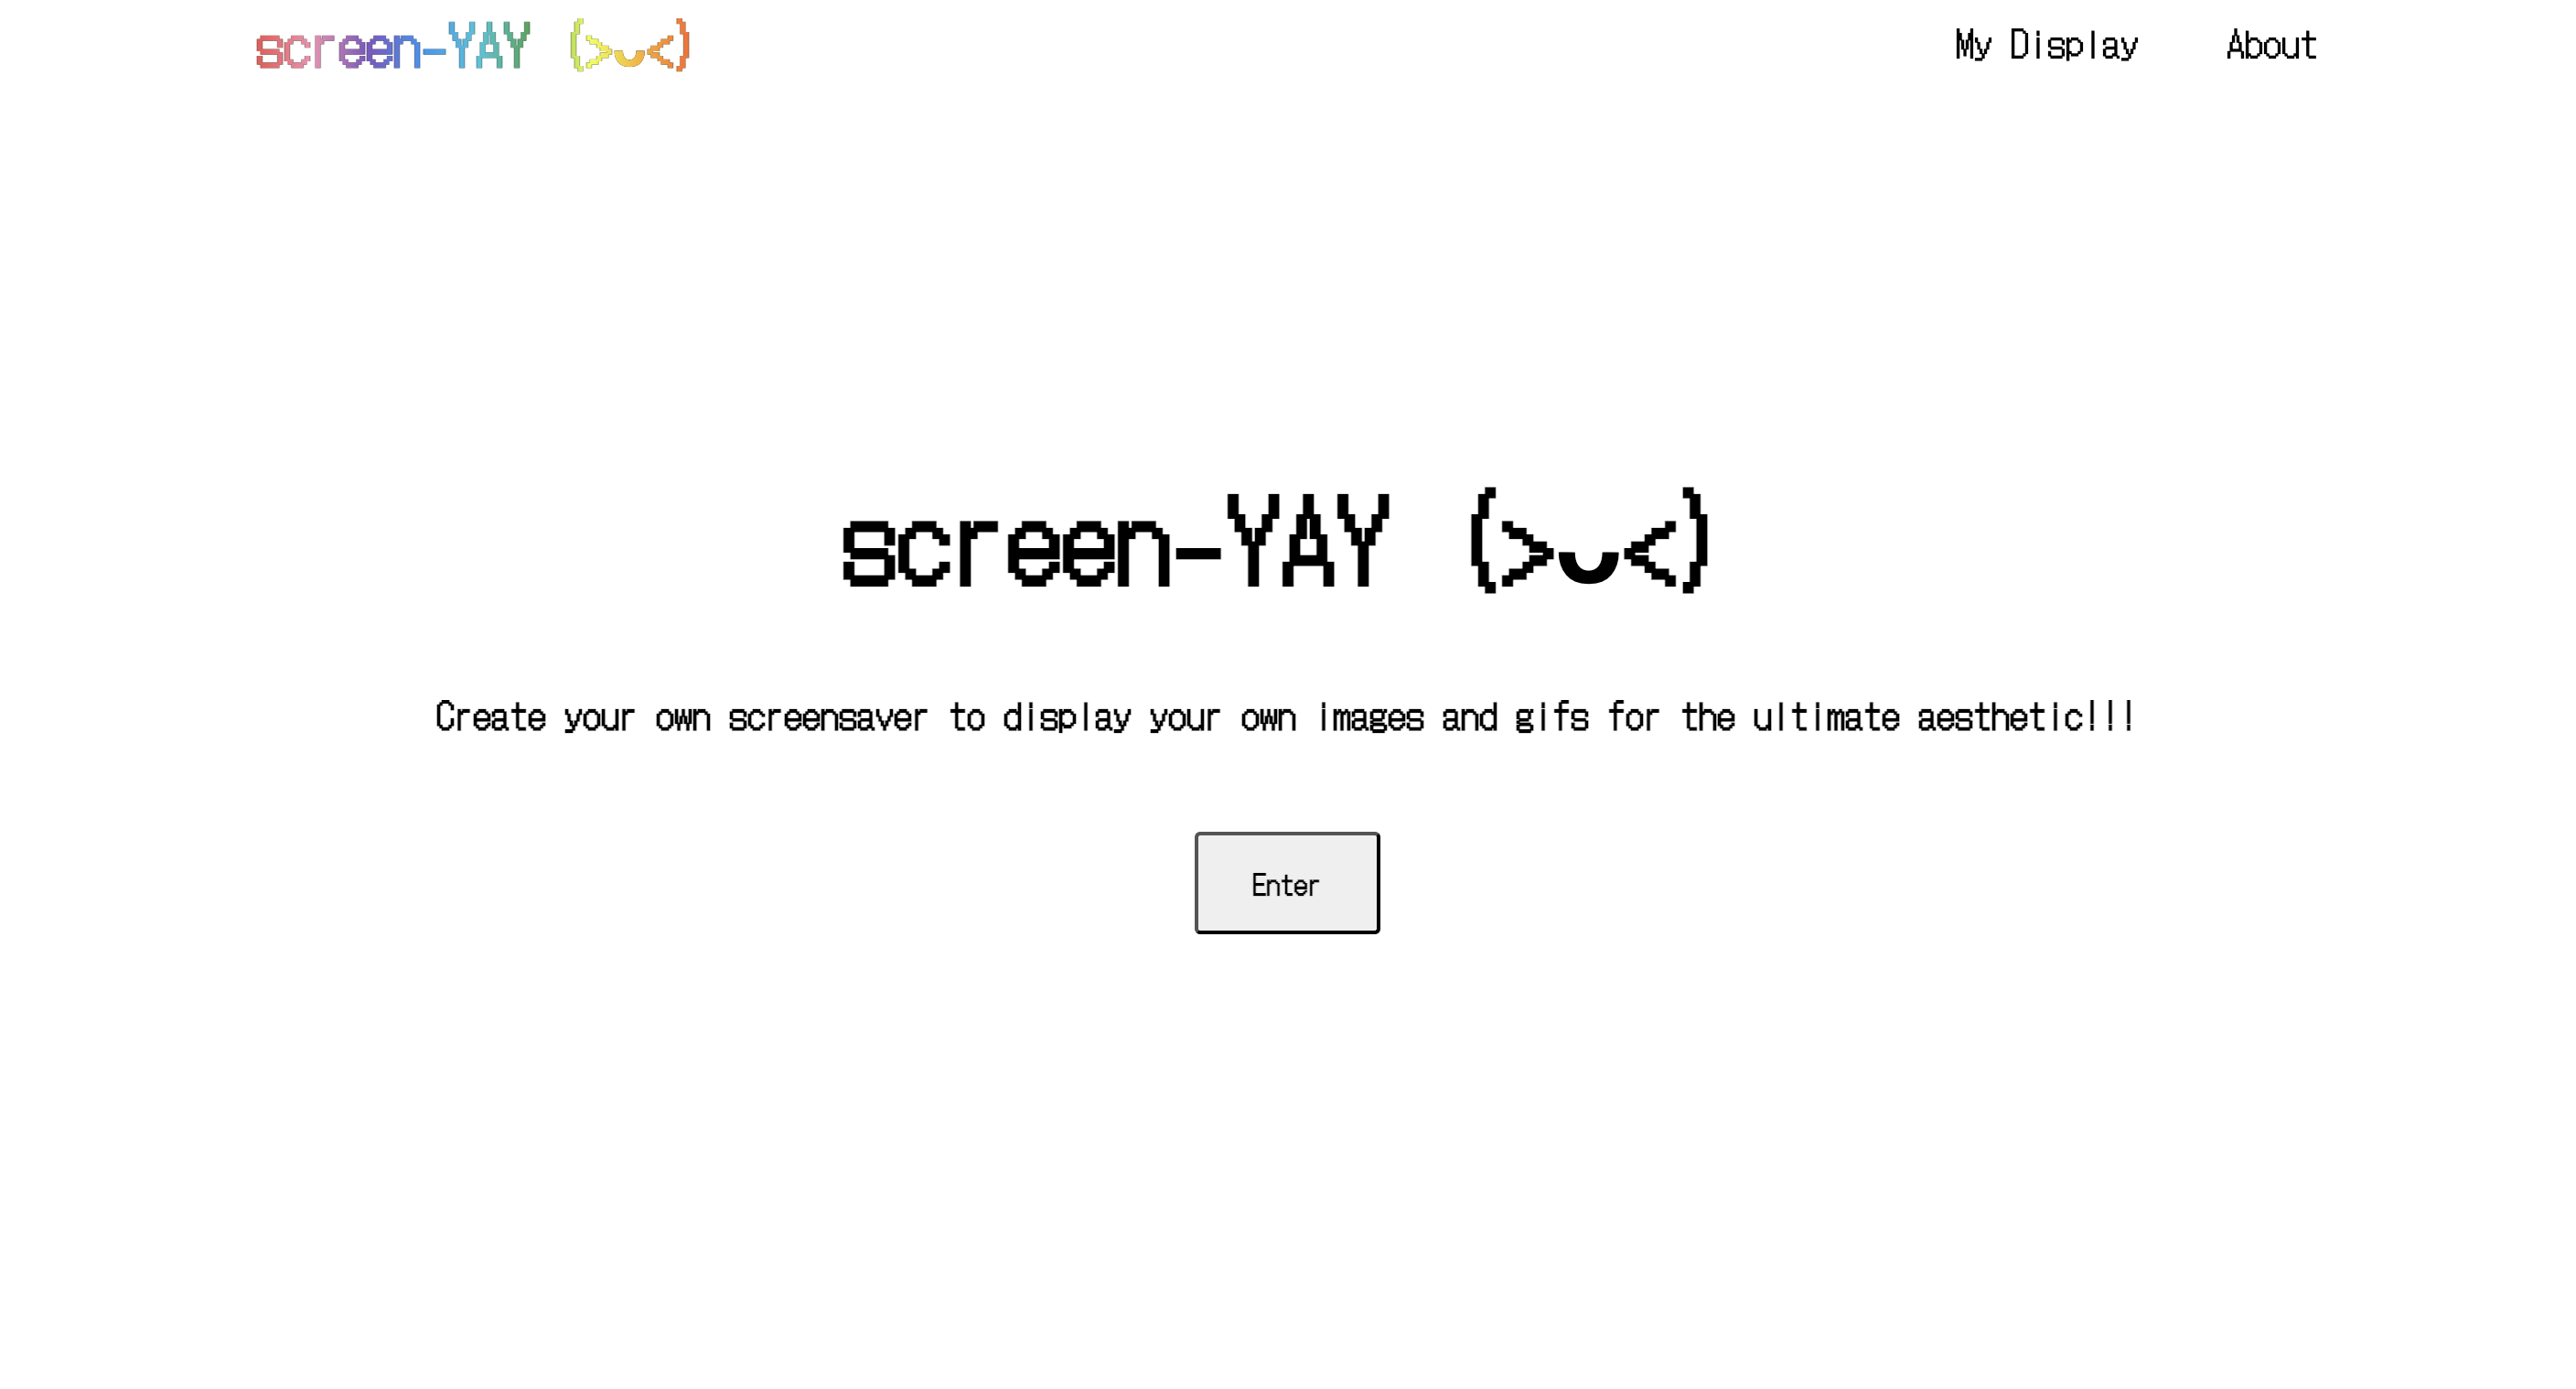 screen-YAY (>ᴗ<)
My Display
About
screen-YAY (>ᴗ<)
Create your own screensaver to display your own images and gifs for the ultimate aesthetic!!!
Enter